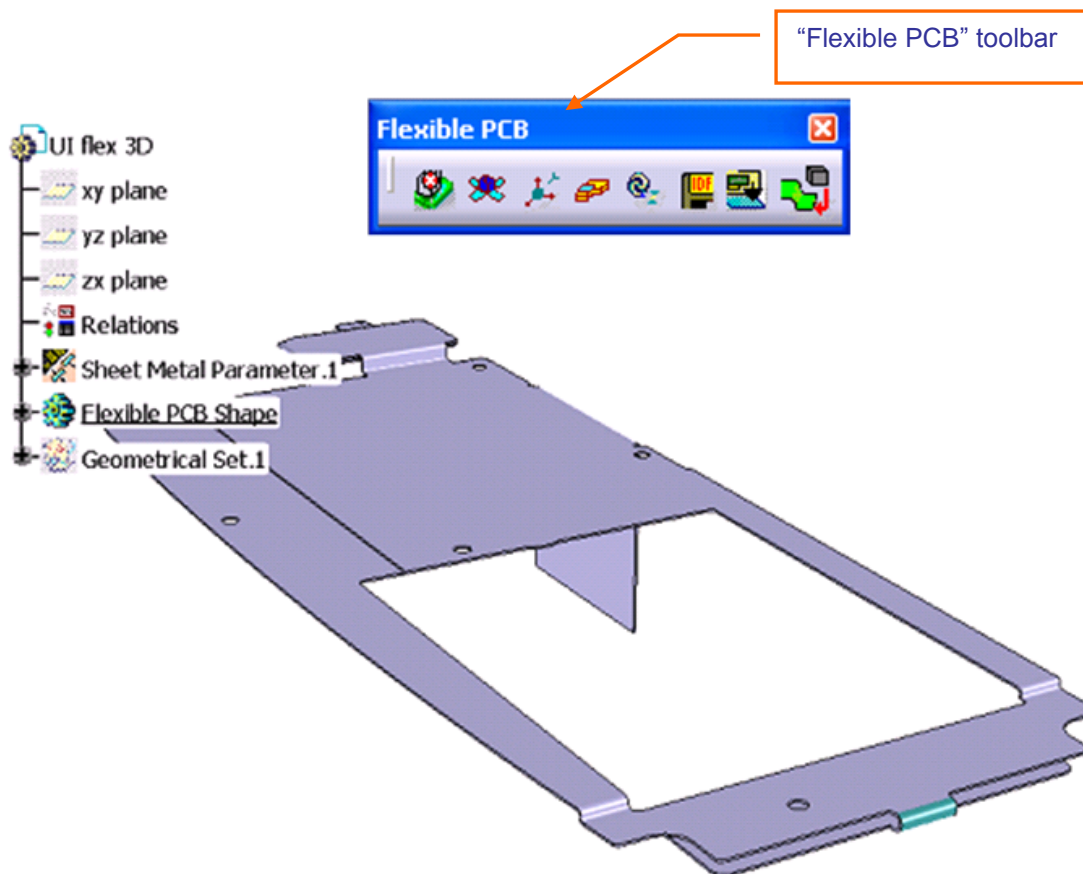 “Flexible PCB” toolbar
Flexible PCB
IDF
UI flex 3D
xy plane
yz plane
zx plane
Relations
Sheet Metal Parameter.1
Flexible PCB Shape
Geometrical Set.1